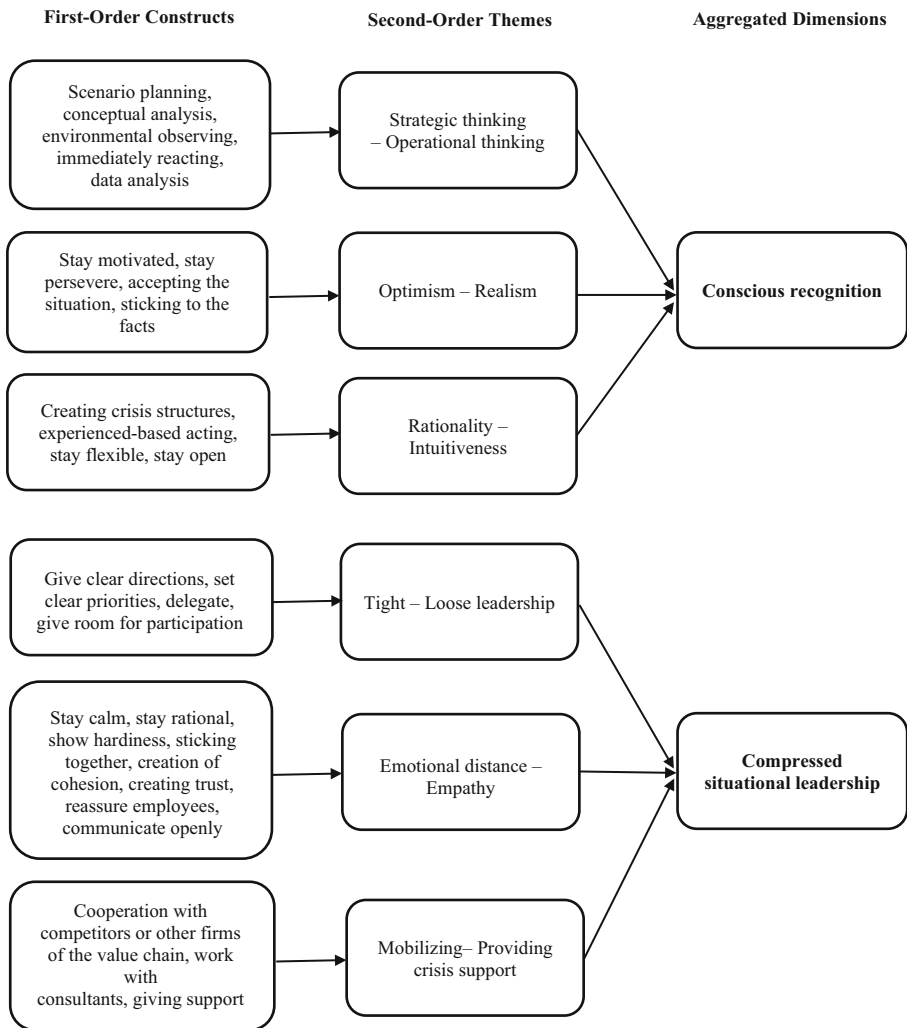 First-Order Constructs
Second-Order Themes
Aggregated Dimensions
Scenario planning,
conceptual analysis,
environmental observing,
immediately reacting,
data analysis
Strategic thinking
– Operational thinking
Stay motivated, stay
persevere, accepting the
situation, sticking to the
facts
Optimism – Realism
Conscious recognition
Creating crisis structures,
experienced-based acting,
stay flexible, stay open
Rationality –
Intuitiveness
Give clear directions, set
clear priorities, delegate,
give room for participation
Tight – Loose leadership
Stay calm, stay rational,
show hardiness, sticking
together, creation of
cohesion, creating trust,
reassure employees,
communicate openly
Emotional distance –
Empathy
Compressed
situational leadership
Cooperation with
competitors or other firms
of the value chain, work
with
consultants, giving support
Mobilizing– Providing
crisis support